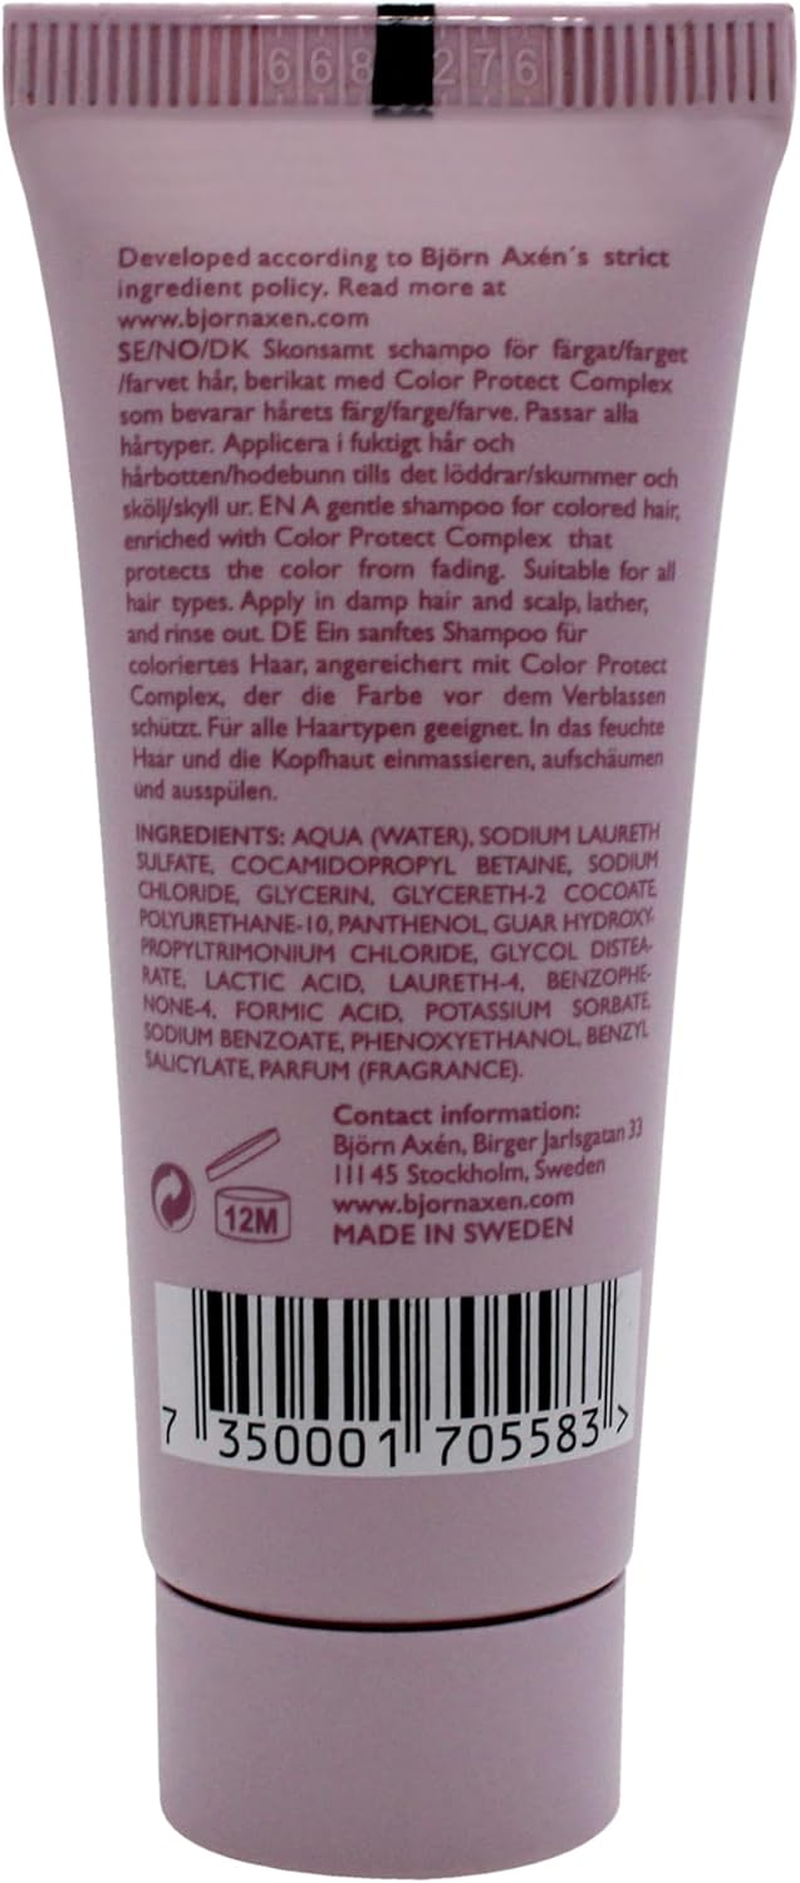 668 276
Developed according to Björn Axén´s strict
ingredient policy. Read more at
www.bjornaxen.com
SE/NO/DK Skonsamt schampo för färgat/farget
/farvet hår, berikat med Color Protect Complex
som bevarar hårets färg/farge/farve. Passar alla
hårtyper. Applicera i fuktigt hår och
hårbotten/hodebunn tills det löddrar/skummer och
skölj/skyll ur. EN A gentle shampoo for colored hair,
enriched with Color Protect Complex that
protects the color from fading. Suitable for all
hair types. Apply in damp hair and scalp, lather,
and rinse out. DE Ein sanftes Shampoo für
coloriertes Haar, angereichert mit Color Protect
Complex, der die Farbe vor dem Verblassen
schützt. Für alle Haartypen geeignet. In das feuchte
Haar und die Kopfhaut einmassieren, aufschäumen
und ausspülen.
INGREDIENTS: AQUA (WATER), SODIUM LAURETH
SULFATE, COCAMIDOPROPYL BETAINE, SODIUM
CHLORIDE, GLYCERIN, GLYCERETH-2 COCOATE
POLYURETHANE-10, PANTHENOL, GUAR HYDROXY-
PROPYLTRIMONIUM CHLORIDE, GLYCOL DISTEA-
RATE, LACTIC ACID, LAURETH-4, BENZOPHE-
NONE-4, FORMIC ACID, POTASSIUM SORBATE,
SODIUM BENZOATE, PHENOXYETHANOL, BENZYL
SALICYLATE, PARFUM (FRAGRANCE).
Contact information:
Björn Axén, Birger Jarlsgatan 33
111 45 Stockholm, Sweden
www.bjornaxen.com
MADE IN SWEDEN
12M
7 350001 705583 >